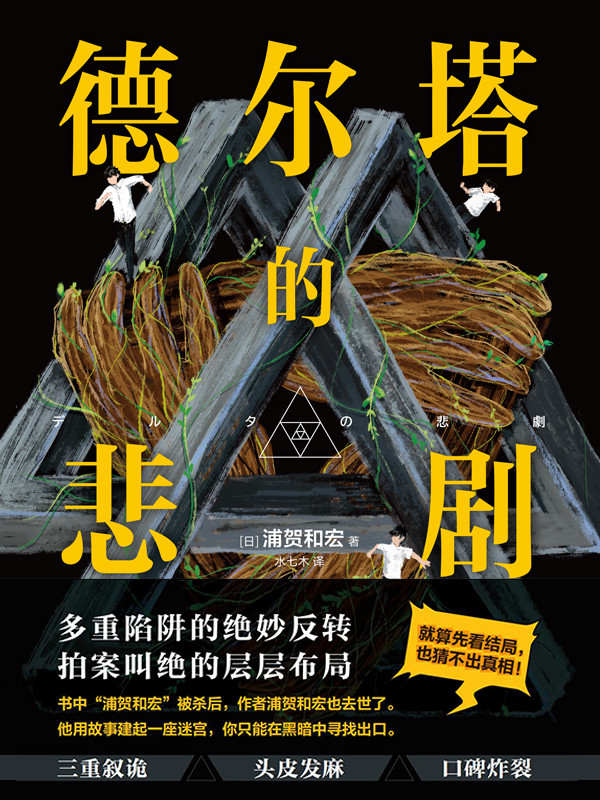 德尔塔
的
デルタの悲劇
悲剧
[日]浦贺和宏 著
水七木 译
多重陷阱的绝妙反转
拍案叫绝的层层布局
就算先看结局,
也猜不出真相!
书中“浦贺和宏”被杀后,作者浦贺和宏也去世了。
他用故事建起一座迷宫,你只能在黑暗中寻找出口。
三重叙诡 头皮发麻 口碑炸裂